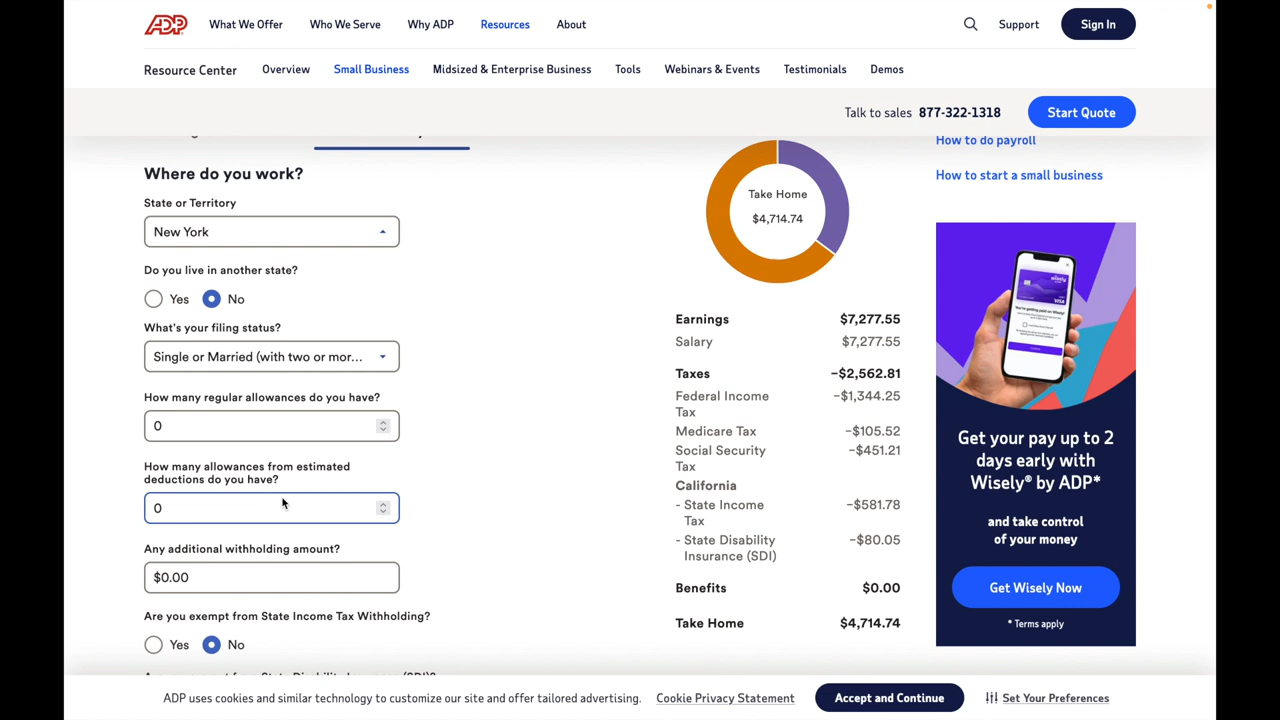 ADP
What We Offer
Who We Serve
Why ADP
Resources
About
Support
Sign In
Resource Center
Overview
Small Business
Midsized & Enterprise Business
Tools
Webinars & Events
Testimonials
Demos
Talk to sales 877-322-1318
Start Quote
Where do you work?
State or Territory
New York
Do you live in another state?
Yes
No
What's your filing status?
Single or Married (with two or mor...
How many regular allowances do you have?
0
How many allowances from estimated
deductions do you have?
0
Any additional withholding amount?
$0.00
Are you exempt from State Income Tax Withholding?
Yes
No
Take Home
$4,714.74
Earnings $7,277.55
Salary $7,277.55
Taxes −$2,562.81
Federal Income −$1,344.25
Tax
Medicare Tax −$105.52
Social Security −$451.21
Tax
California
- State Income −$581.78
Tax
- State Disability −$80.05
Insurance (SDI)
Benefits $0.00
Take Home $4,714.74
How to do payroll
How to start a small business
Get your pay up to 2
days early with
Wisely® by ADP*
and take control
of your money
Get Wisely Now
* Terms apply
ADP uses cookies and similar technology to customize our site and offer tailored advertising.
Cookie Privacy Statement
Accept and Continue
Set Your Preferences